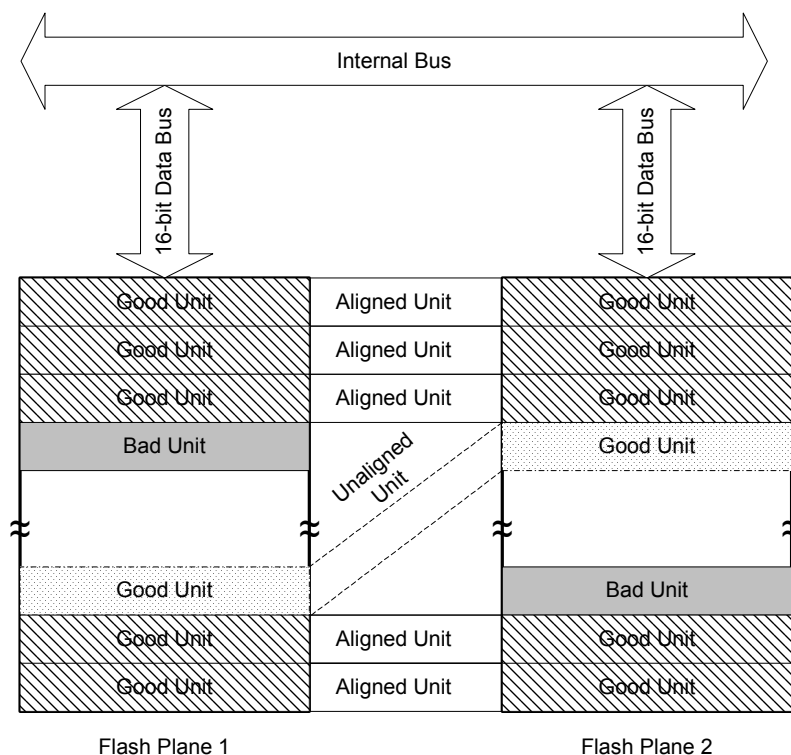 Internal Bus
16-bit Data Bus
16-bit Data Bus
Good Unit
Aligned Unit
Good Unit
Good Unit
Aligned Unit
Good Unit
Good Unit
Aligned Unit
Good Unit
Bad Unit
Unaligned
Unit
Good Unit
Good Unit
Bad Unit
Good Unit
Aligned Unit
Good Unit
Good Unit
Aligned Unit
Good Unit
Flash Plane 1
Flash Plane 2